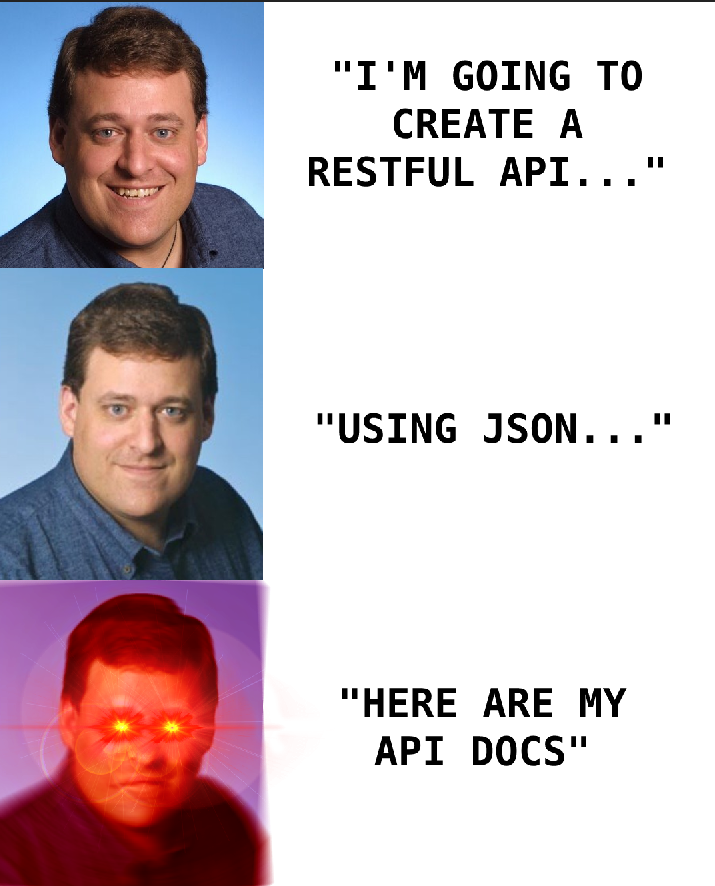 "I'M GOING TO
CREATE A
RESTFUL API..."
"USING JSON..."
"HERE ARE MY
API DOCS"